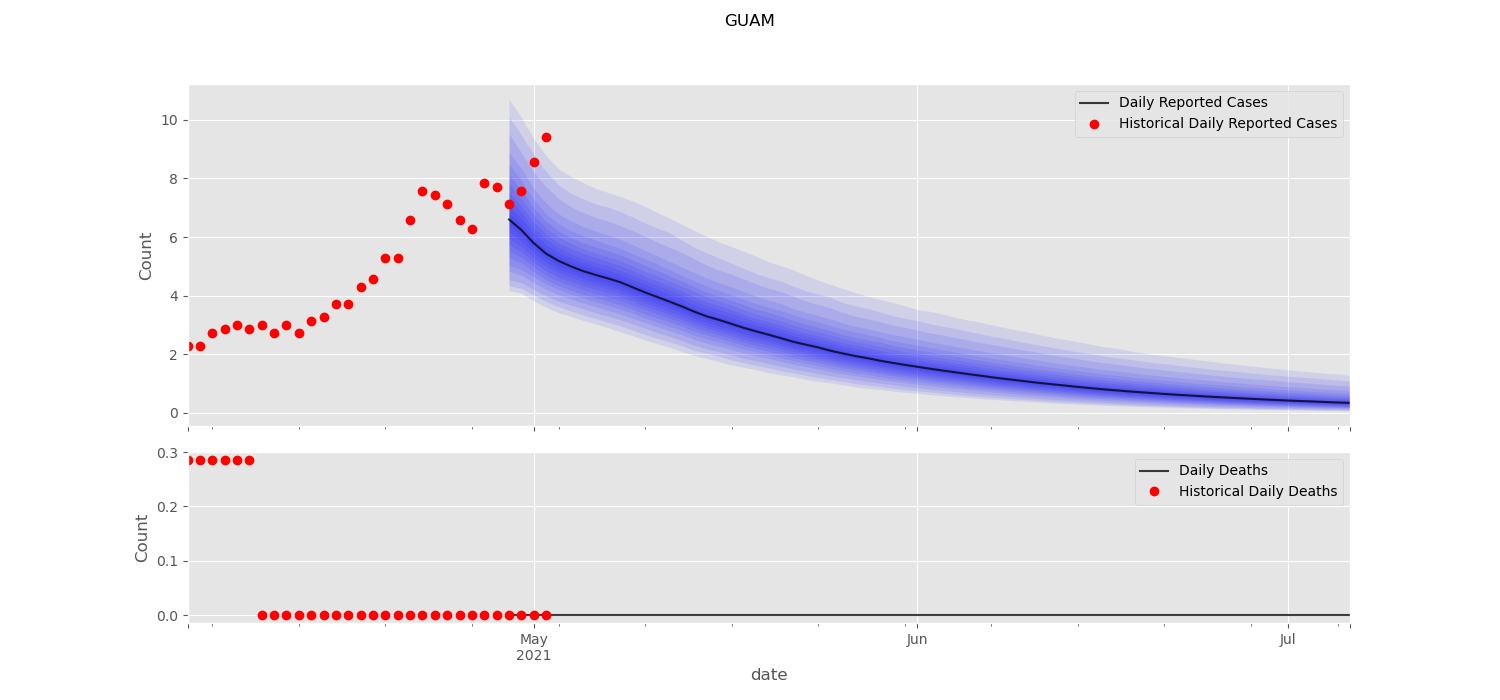 GUAM
10
8
6
4
2
0
Count
Daily Reported Cases
Historical Daily Reported Cases
0.3
0.2
0.1
0.0
Count
Daily Deaths
Historical Daily Deaths
May
2021
Jun
Jul
date